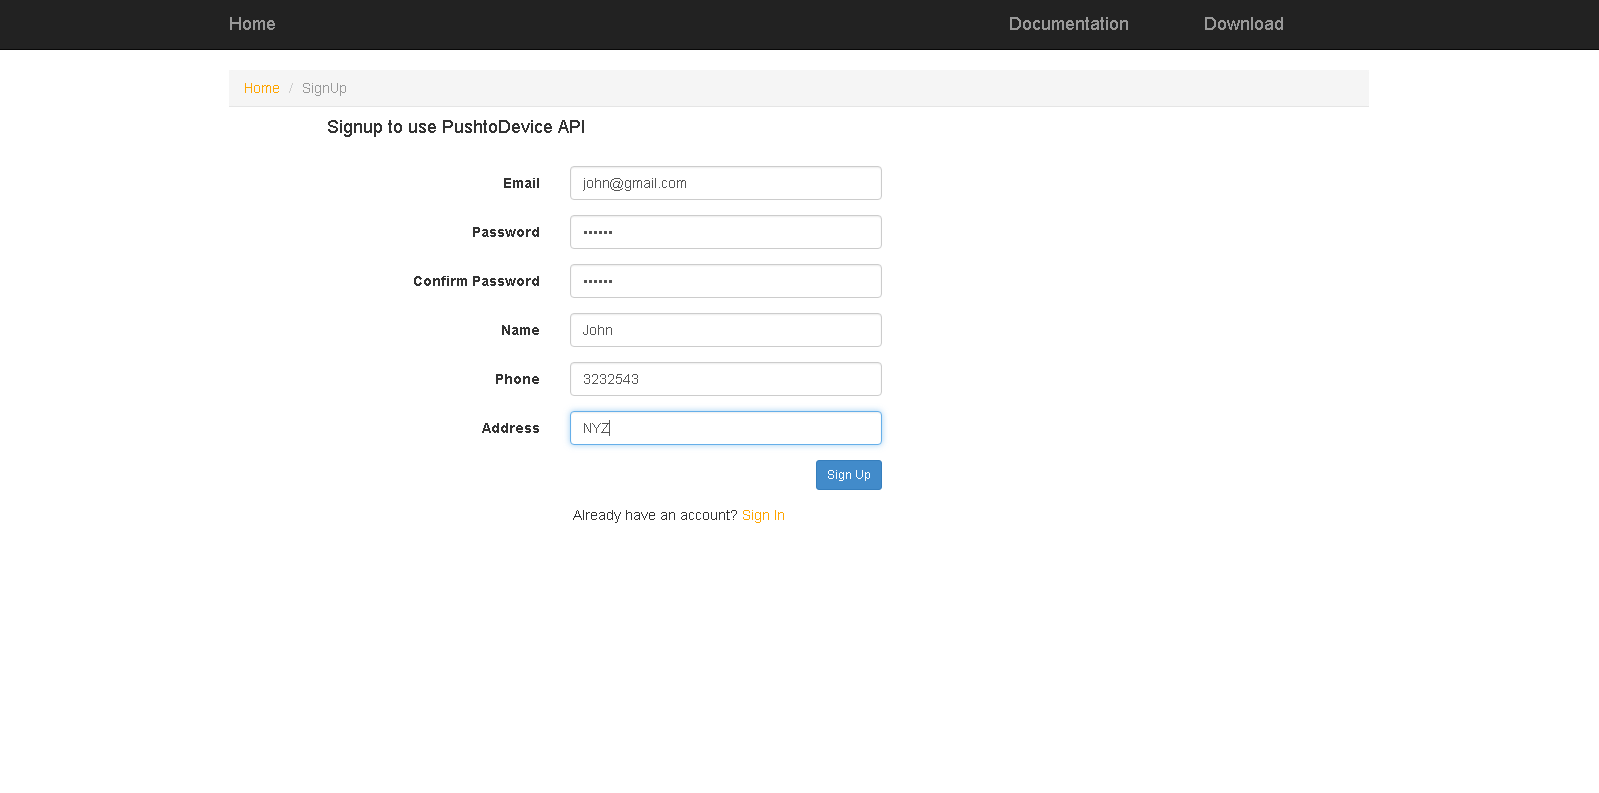 Home Documentation Download
Home / SignUp
Signup to use PushtoDevice API
Email john@gmail.com
Password ••••••
Confirm Password ••••••
Name John
Phone 3232543
Address NYZ
Sign Up
Already have an account? Sign In